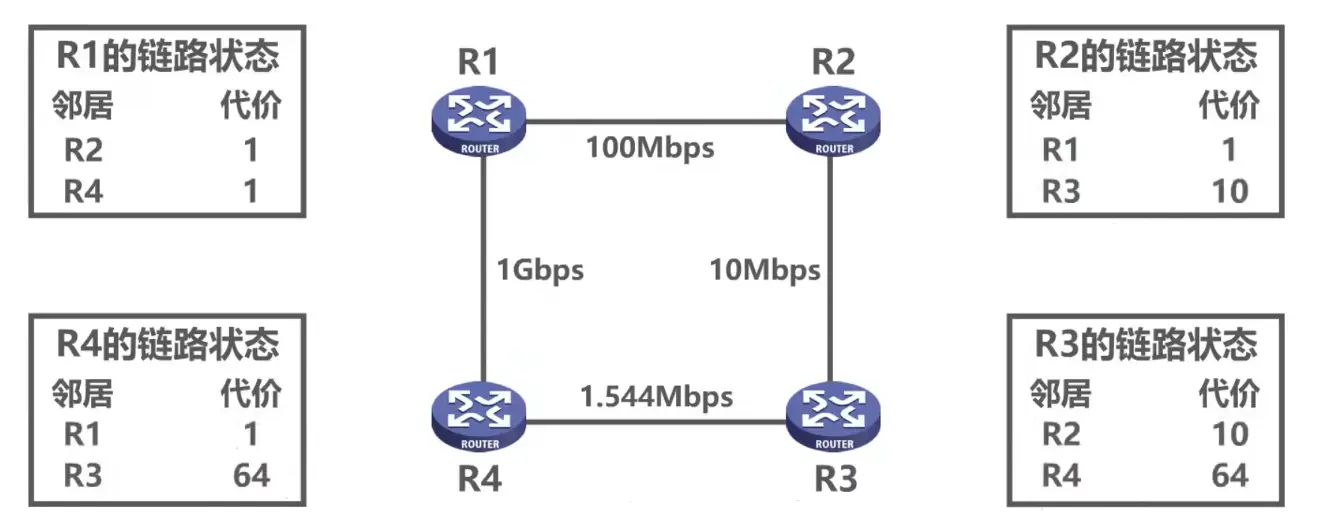 R1的链路状态
邻居 代价
R2 1
R4 1
R1
R2
ROUTER
ROUTER
100Mbps
R2的链路状态
邻居 代价
R1 1
R3 10
1Gbps
10Mbps
R4的链路状态
邻居 代价
R1 1
R3 64
1.544Mbps
ROUTER
ROUTER
R4
R3
R3的链路状态
邻居 代价
R2 10
R4 64